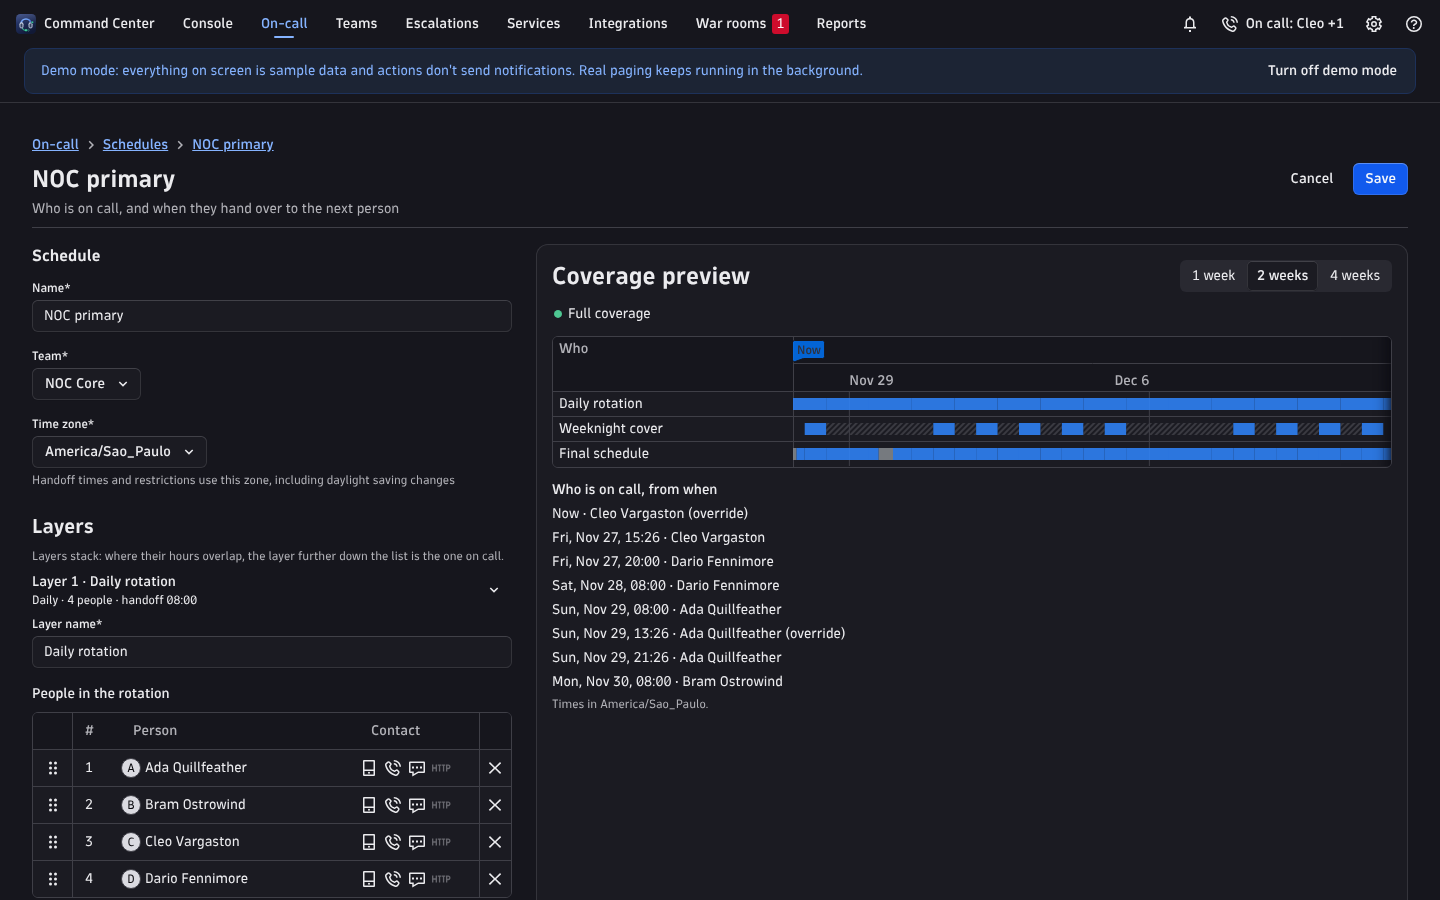 Command Center
Console
On-call
Teams
Escalations
Services
Integrations
War rooms 1
Reports
On call: Cleo +1
Demo mode: everything on screen is sample data and actions don't send notifications. Real paging keeps running in the background.
Turn off demo mode
On-call > Schedules > NOC primary
NOC primary
Cancel
Save
Who is on call, and when they hand over to the next person
Schedule
Name*
NOC primary
Team*
NOC Core
Time zone*
America/Sao_Paulo
Handoff times and restrictions use this zone, including daylight saving changes
Layers
Layers stack: where their hours overlap, the layer further down the list is the one on call.
Layer 1 · Daily rotation
Daily · 4 people · handoff 08:00
Layer name*
Daily rotation
People in the rotation
# Person Contact
1 A Ada Quillfeather HTTP
2 B Bram Ostrowind HTTP
3 C Cleo Vargaston HTTP
4 D Dario Fennimore HTTP
Coverage preview
1 week
2 weeks
4 weeks
Full coverage
Who
Now
Nov 29
Dec 6
Daily rotation
Weeknight cover
Final schedule
Who is on call, from when
Now · Cleo Vargaston (override)
Fri, Nov 27, 15:26 · Cleo Vargaston
Fri, Nov 27, 20:00 · Dario Fennimore
Sat, Nov 28, 08:00 · Dario Fennimore
Sun, Nov 29, 08:00 · Ada Quillfeather
Sun, Nov 29, 13:26 · Ada Quillfeather (override)
Sun, Nov 29, 21:26 · Ada Quillfeather
Mon, Nov 30, 08:00 · Bram Ostrowind
Times in America/Sao_Paulo.